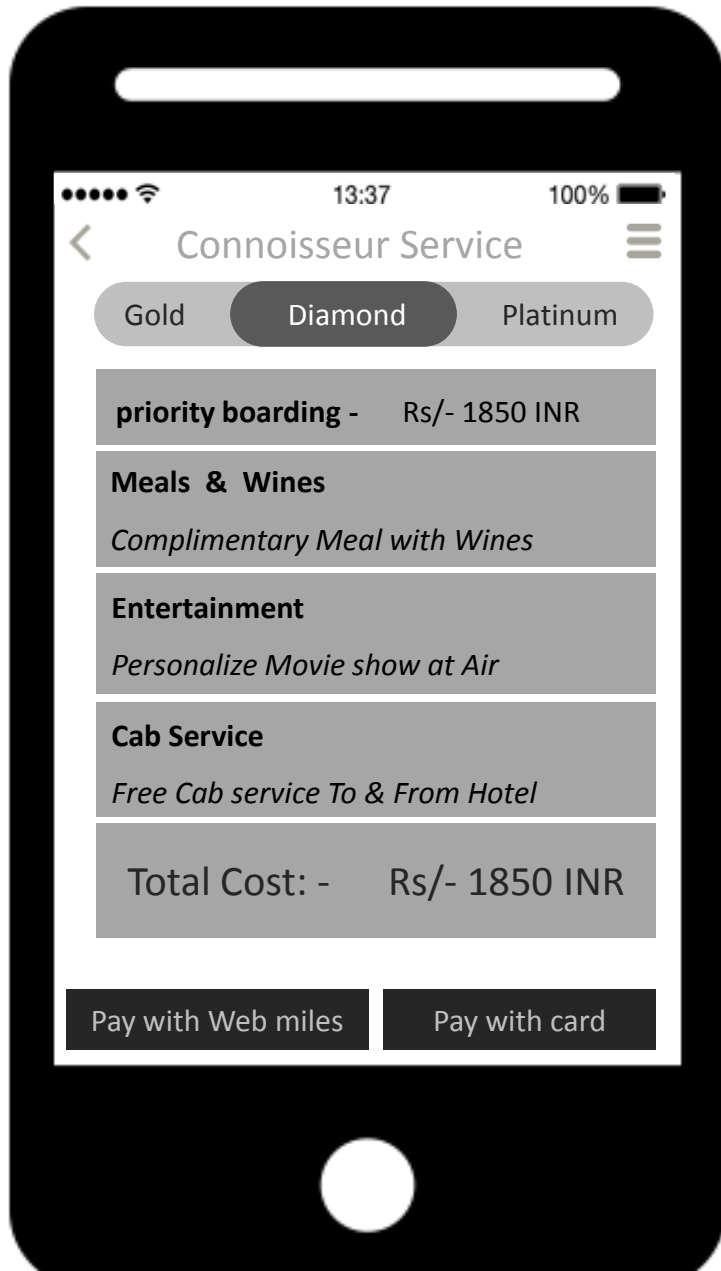 13:37 100%
Connoisseur Service
Gold Diamond Platinum
priority boarding - Rs/- 1850 INR
Meals & Wines
Complimentary Meal with Wines
Entertainment
Personalize Movie show at Air
Cab Service
Free Cab service To & From Hotel
Total Cost: - Rs/- 1850 INR
Pay with Web miles Pay with card